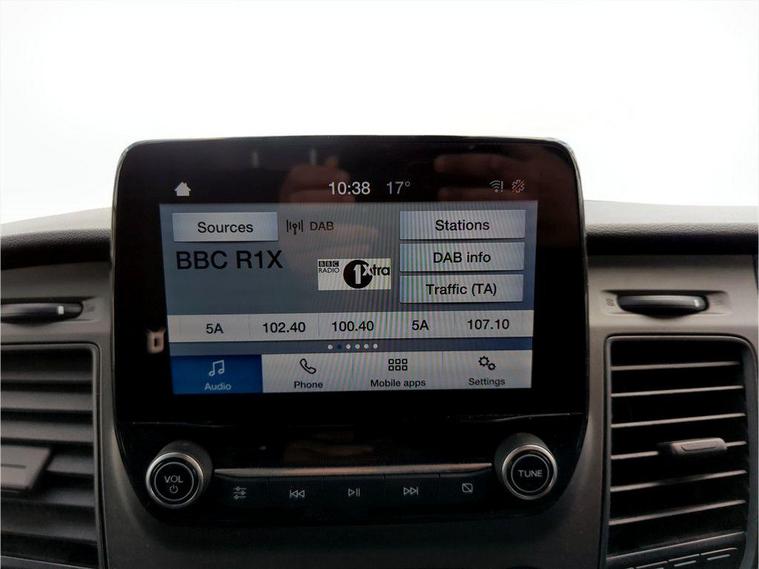 10:38 17°
Sources DAB Stations
BBC R1X BBC RADIO 1Xtra DAB info
Traffic (TA)
5A 102.40 100.40 5A 107.10
Audio Phone Mobile apps Settings
VOL TUNE